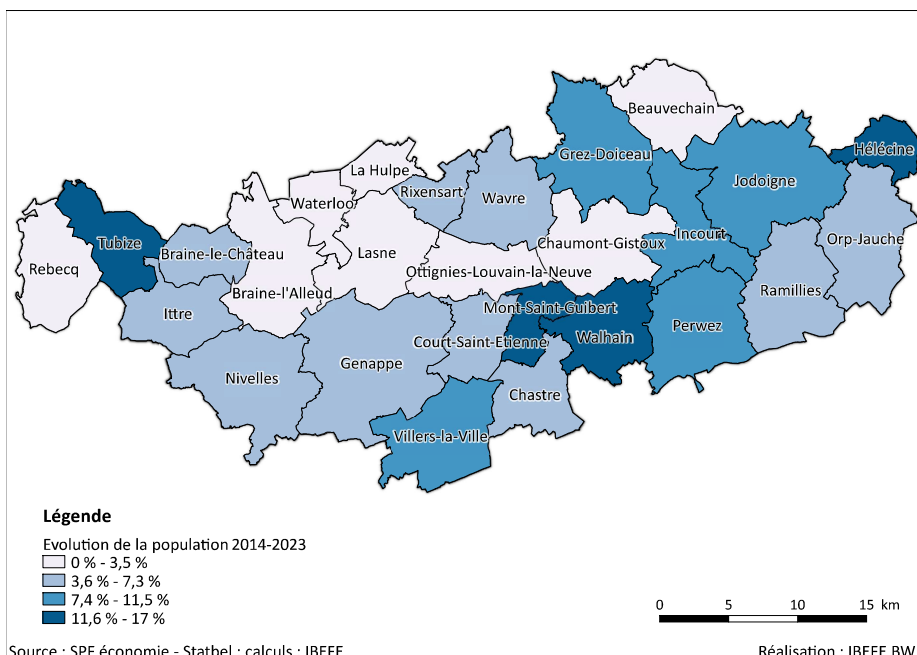 Beauvechain
Hélécine
Grez-Doiceau
La Hulpe
Jodoigne
Rixensart
Wavre
Waterloo
Incourt
Orp-Jauche
Tubize
Chaumont-Gistoux
Braine-le-Château
Lasne
Rebecq
Ottignies-Louvain-la-Neuve
Braine-l'Alleud
Ramillies
Mont-Saint-Guibert
Ittre
Perwez
Court-Saint-Etienne
Walhain
Genappe
Nivelles
Chastre
Villers-la-Ville
Légende
Evolution de la population 2014-2023
0 % - 3,5 %
3,6 % - 7,3 %
7,4 % - 11,5 %
11,6 % - 17 %
0 5 10 15 km
Source : SPF économie - Statbel ; calculs : IBEFE
Réalisation : IBEFE BW